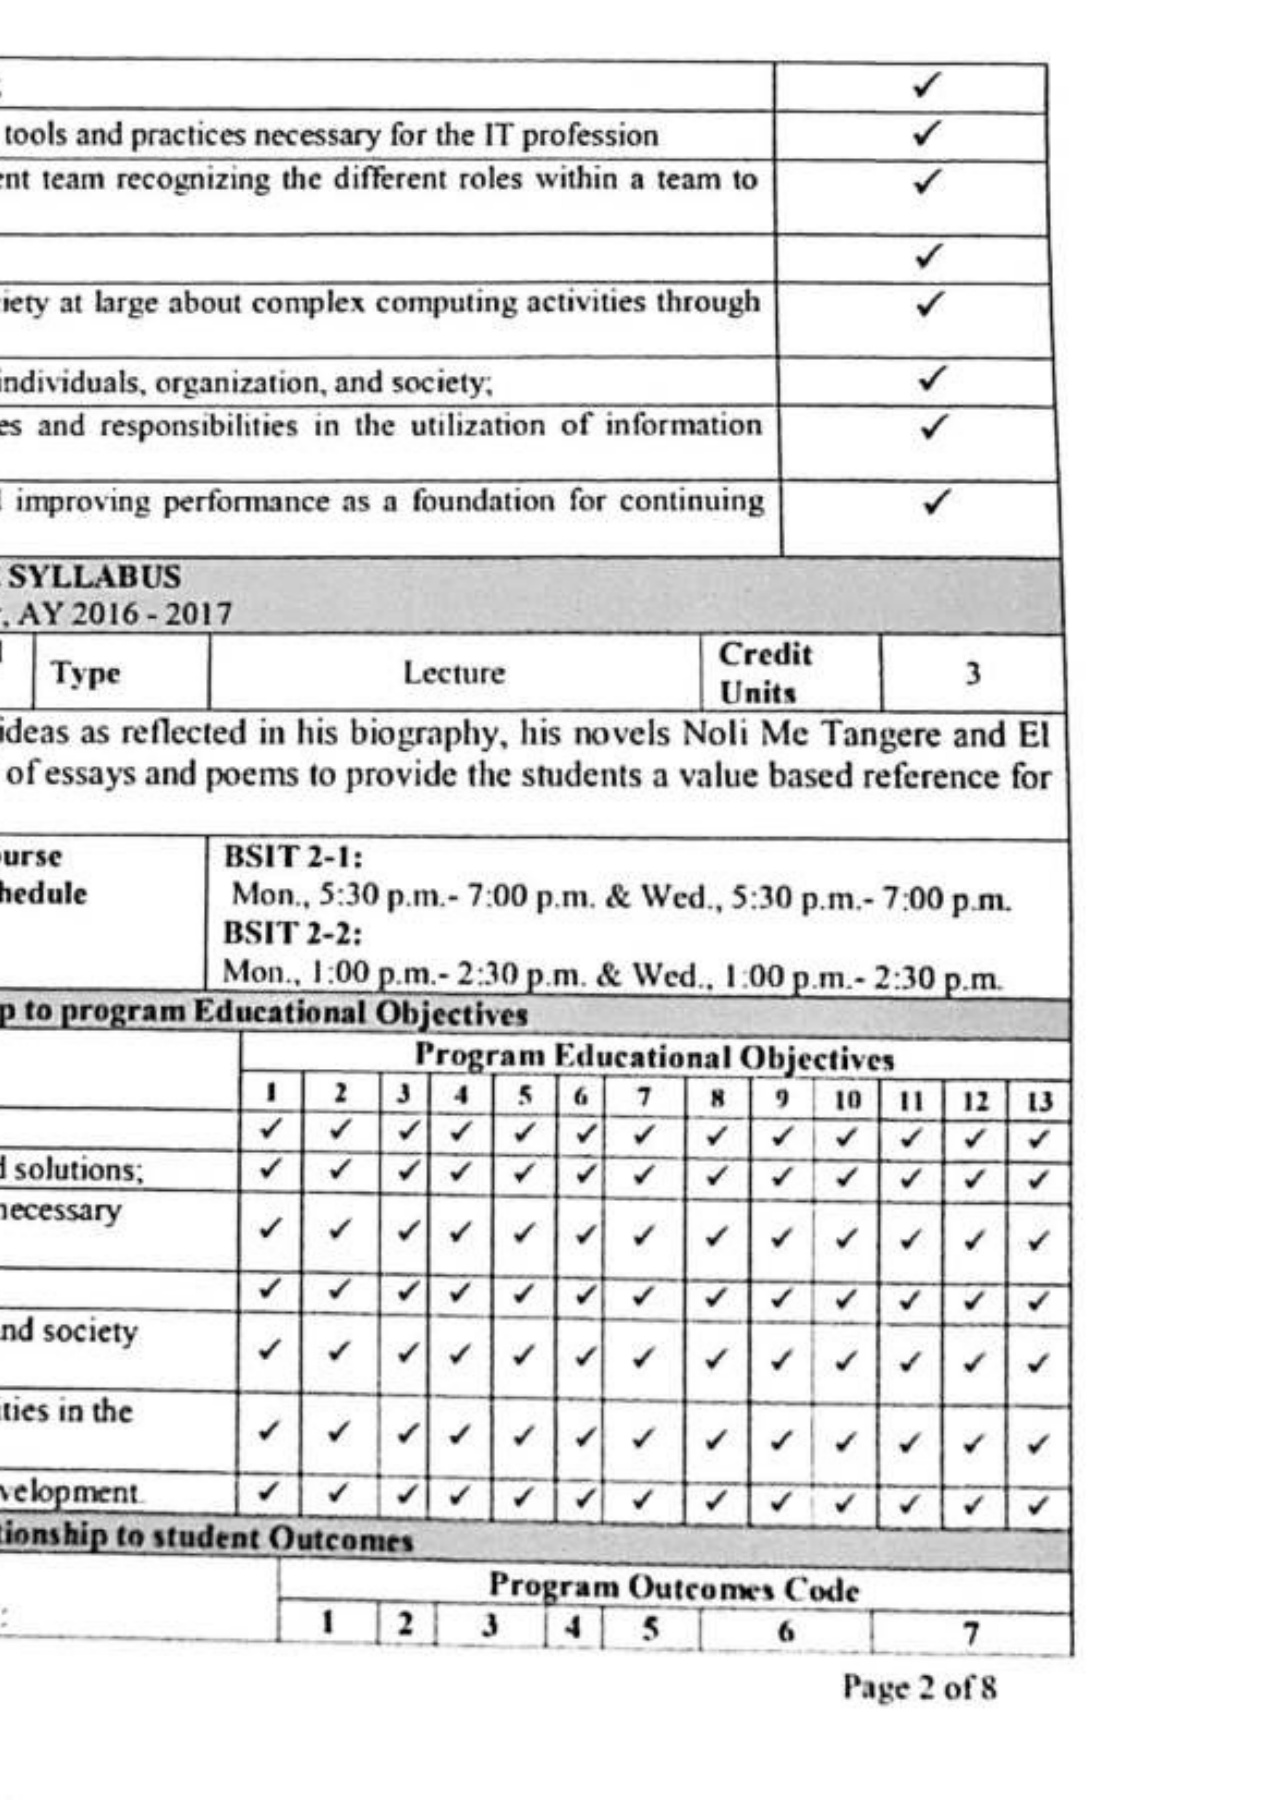 ✓
tools and practices necessary for the IT profession ✓
ent team recognizing the different roles within a team to ✓
✓
iety at large about complex computing activities through ✓
individuals, organization, and society; ✓
es and responsibilities in the utilization of information ✓
improving performance as a foundation for continuing ✓
SYLLABUS
, AY 2016 - 2017
Type Lecture Credit Units 3
ideas as reflected in his biography, his novels Noli Me Tangere and El
of essays and poems to provide the students a value based reference for
ourse BSIT 2-1:
hedule Mon., 5:30 p.m.- 7:00 p.m. & Wed., 5:30 p.m.- 7:00 p.m.
BSIT 2-2:
Mon., 1:00 p.m.- 2:30 p.m. & Wed., 1:00 p.m.- 2:30 p.m.
p to program Educational Objectives
Program Educational Objectives
1 2 3 4 5 6 7 8 9 10 11 12 13
✓ ✓ ✓ ✓ ✓ ✓ ✓ ✓ ✓ ✓ ✓ ✓ ✓
d solutions; ✓ ✓ ✓ ✓ ✓ ✓ ✓ ✓ ✓ ✓ ✓ ✓ ✓
necessary ✓ ✓ ✓ ✓ ✓ ✓ ✓ ✓ ✓ ✓ ✓ ✓ ✓
✓ ✓ ✓ ✓ ✓ ✓ ✓ ✓ ✓ ✓ ✓ ✓ ✓
nd society ✓ ✓ ✓ ✓ ✓ ✓ ✓ ✓ ✓ ✓ ✓ ✓ ✓
ties in the ✓ ✓ ✓ ✓ ✓ ✓ ✓ ✓ ✓ ✓ ✓ ✓ ✓
velopment. ✓ ✓ ✓ ✓ ✓ ✓ ✓ ✓ ✓ ✓ ✓ ✓ ✓
tionship to student Outcomes
Program Outcomes Code
: 1 2 3 4 5 6 7
Page 2 of 8